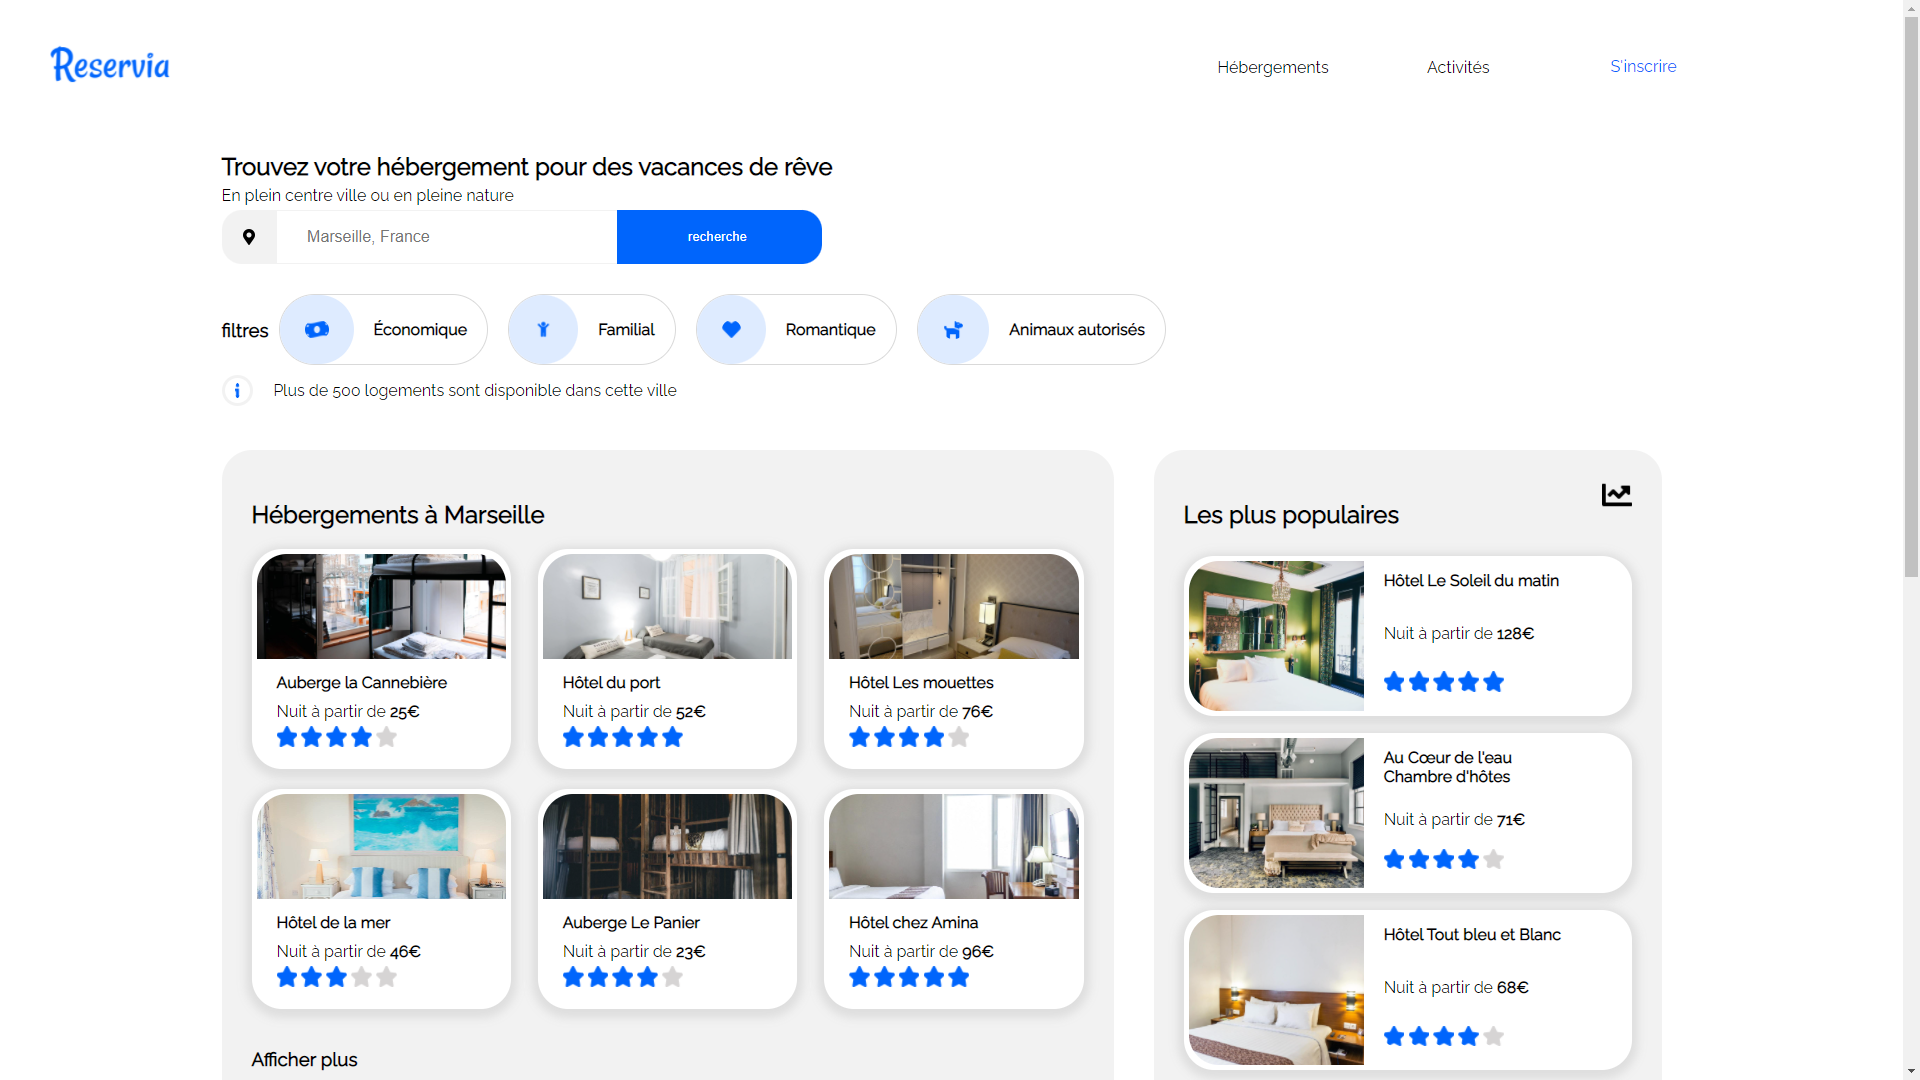 Reservia
Hébergements
Activités
S'inscrire
Trouvez votre hébergement pour des vacances de rêve
En plein centre ville ou en pleine nature
Marseille, France
recherche
filtres
Économique
Familial
Romantique
Animaux autorisés
Plus de 500 logements sont disponible dans cette ville
Hébergements à Marseille
Auberge la Cannebière
Nuit à partir de 25€
Hôtel du port
Nuit à partir de 52€
Hôtel Les mouettes
Nuit à partir de 76€
Hôtel de la mer
Nuit à partir de 46€
Auberge Le Panier
Nuit à partir de 23€
Hôtel chez Amina
Nuit à partir de 96€
Afficher plus
Les plus populaires
Hôtel Le Soleil du matin
Nuit à partir de 128€
Au Cœur de l'eau
Chambre d'hôtes
Nuit à partir de 71€
Hôtel Tout bleu et Blanc
Nuit à partir de 68€